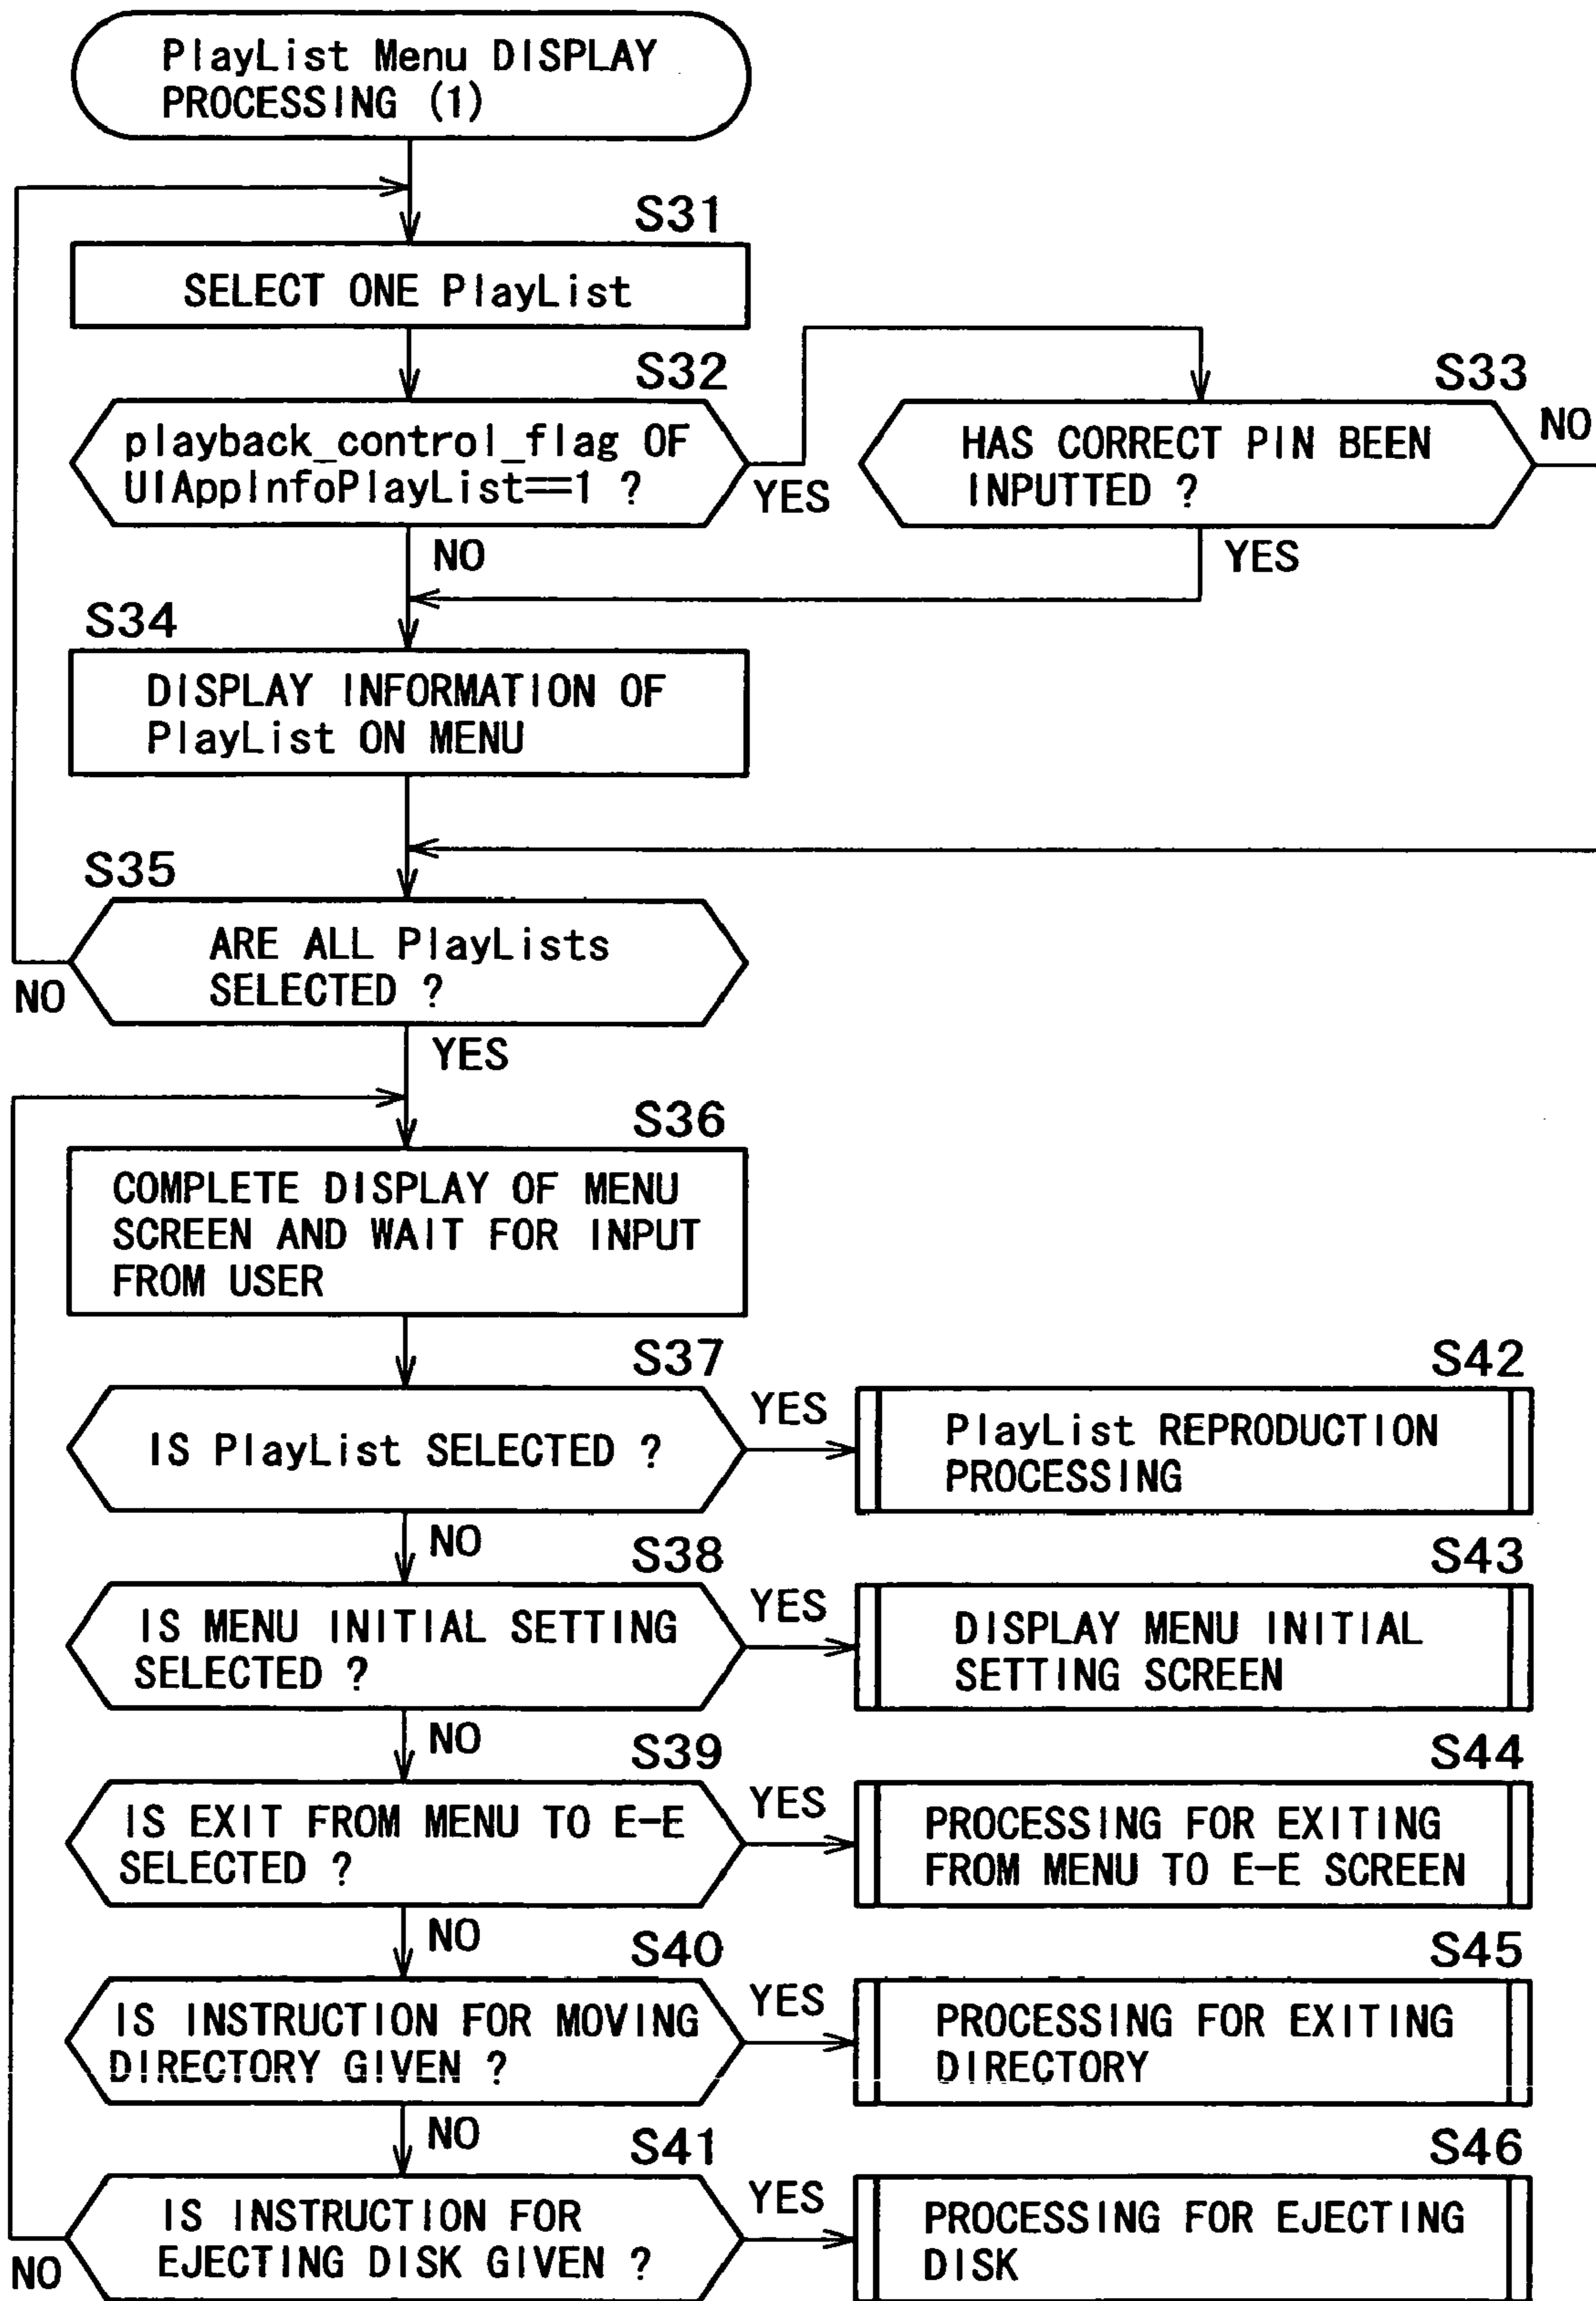 PlayList Menu DISPLAY
PROCESSING (1)
S31
SELECT ONE PlayList
S32
playback_control_flag OF
UIAppInfoPlayList==1 ?
YES
NO
S33
HAS CORRECT PIN BEEN
INPUTTED ?
NO
YES
S34
DISPLAY INFORMATION OF
PlayList ON MENU
S35
ARE ALL PlayLists
SELECTED ?
NO
YES
S36
COMPLETE DISPLAY OF MENU
SCREEN AND WAIT FOR INPUT
FROM USER
S37
IS PlayList SELECTED ?
YES
NO
S42
PlayList REPRODUCTION
PROCESSING
S38
IS MENU INITIAL SETTING
SELECTED ?
YES
NO
S43
DISPLAY MENU INITIAL
SETTING SCREEN
S39
IS EXIT FROM MENU TO E-E
SELECTED ?
YES
NO
S44
PROCESSING FOR EXITING
FROM MENU TO E-E SCREEN
S40
IS INSTRUCTION FOR MOVING
DIRECTORY GIVEN ?
YES
NO
S45
PROCESSING FOR EXITING
DIRECTORY
S41
IS INSTRUCTION FOR
EJECTING DISK GIVEN ?
YES
NO
S46
PROCESSING FOR EJECTING
DISK